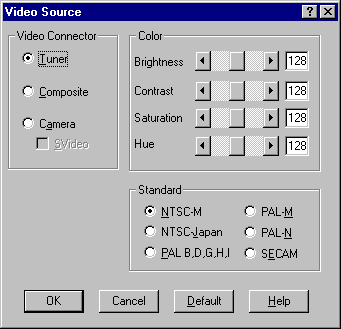 Video Source
Video Connector
Tuner
Composite
Camera
SVideo
Color
Brightness 128
Contrast 128
Saturation 128
Hue 128
Standard
NTSC-M PAL-M
NTSC-Japan PAL-N
PAL B,D,G,H,I SECAM
OK Cancel Default Help